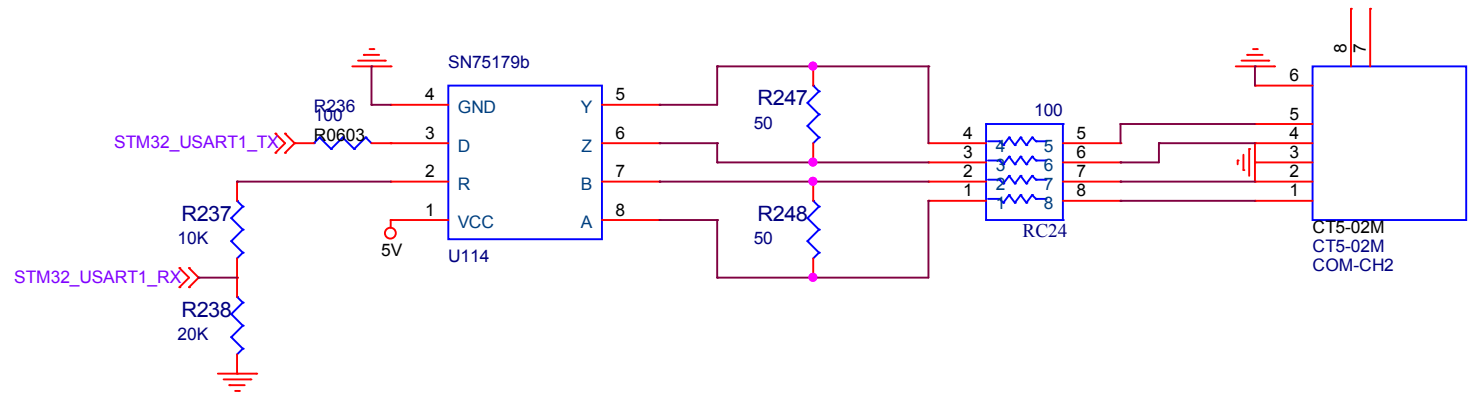 SN75179b
R236
100
R0603
STM32_USART1_TX
4
GND
3
D
2
R
1
VCC
5V
U114
Y
5
Z
6
B
7
A
8
R237
10K
STM32_USART1_RX
R238
20K
R247
50
R248
50
100
4
4
5
5
3
3
6
6
2
2
7
7
1
1
8
8
RC24
8
7
6
5
4
3
2
1
CT5-02M
CT5-02M
COM-CH2